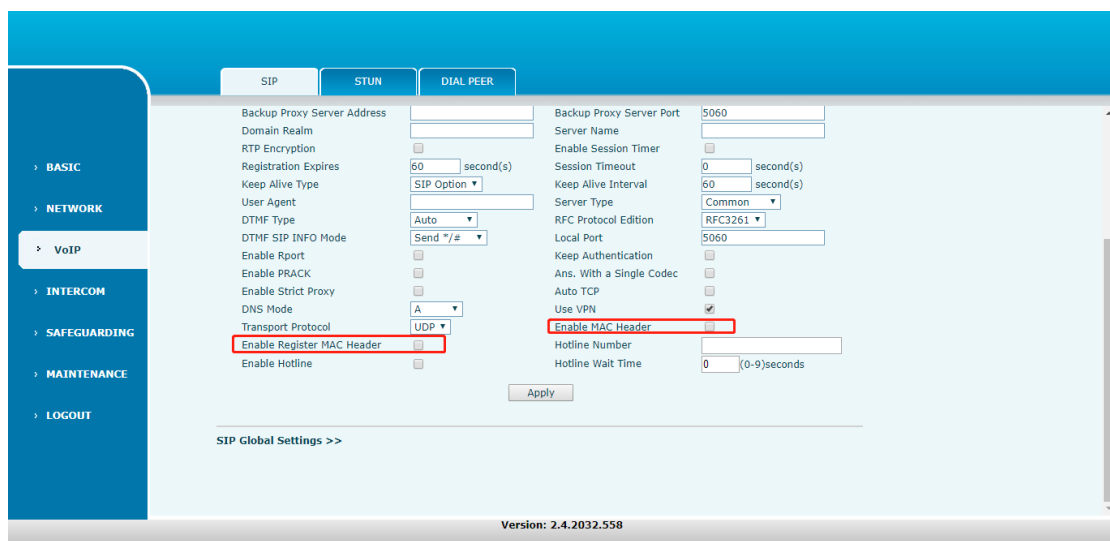 SIP STUN DIAL PEER
Backup Proxy Server Address Backup Proxy Server Port 5060
Domain Realm Server Name
RTP Encryption Enable Session Timer
› BASIC
Registration Expires 60 second(s) Session Timeout 0 second(s)
Keep Alive Type SIP Option Keep Alive Interval 60 second(s)
User Agent Server Type Common
› NETWORK
DTMF Type Auto RFC Protocol Edition RFC3261
DTMF SIP INFO Mode Send */# Local Port 5060
› VoIP
Enable Rport Keep Authentication
Enable PRACK Ans. With a Single Codec
› INTERCOM
Enable Strict Proxy Auto TCP
DNS Mode A Use VPN
Transport Protocol UDP Enable MAC Header
› SAFEGUARDING
Enable Register MAC Header Hotline Number
Enable Hotline Hotline Wait Time 0 (0-9)seconds
› MAINTENANCE
Apply
› LOGOUT
SIP Global Settings >>
Version: 2.4.2032.558